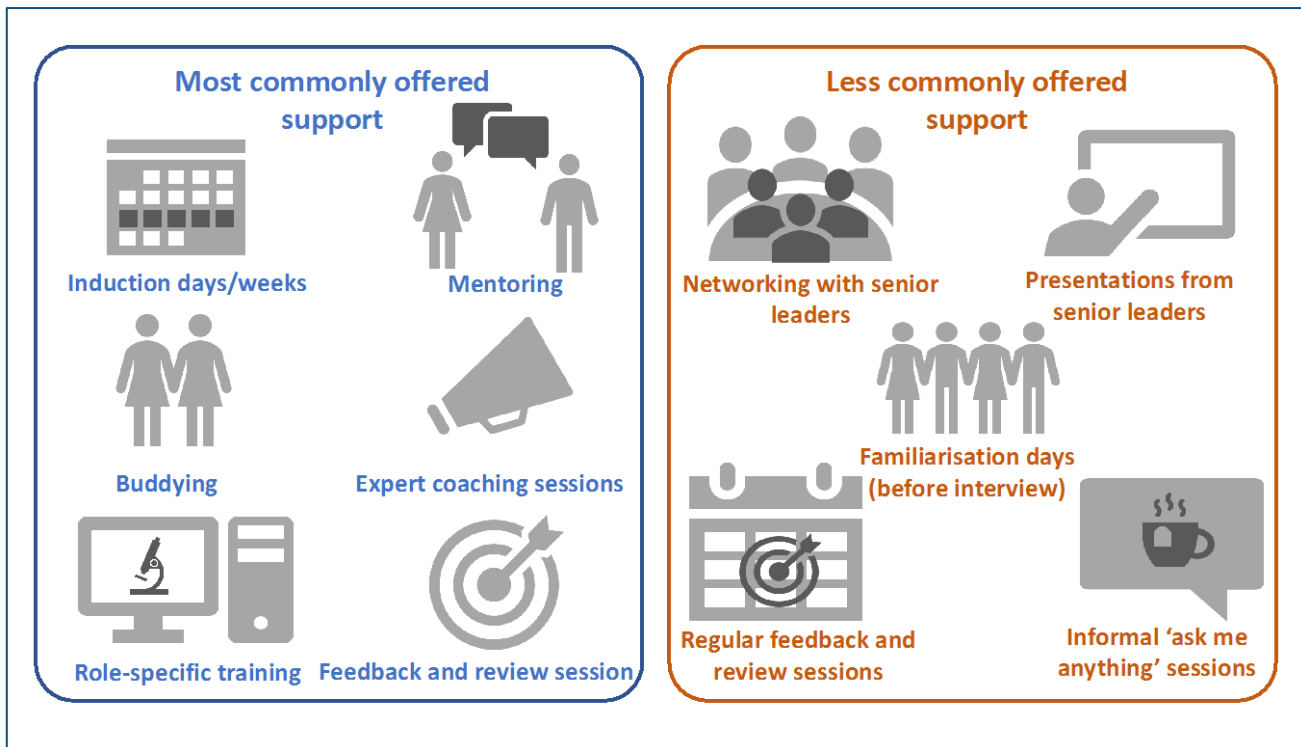 Most commonly offered
support
Induction days/weeks
Mentoring
Buddying
Expert coaching sessions
Role-specific training
Feedback and review session
Less commonly offered
support
Networking with senior
leaders
Presentations from
senior leaders
Familiarisation days
(before interview)
Regular feedback and
review sessions
Informal ‘ask me
anything’ sessions